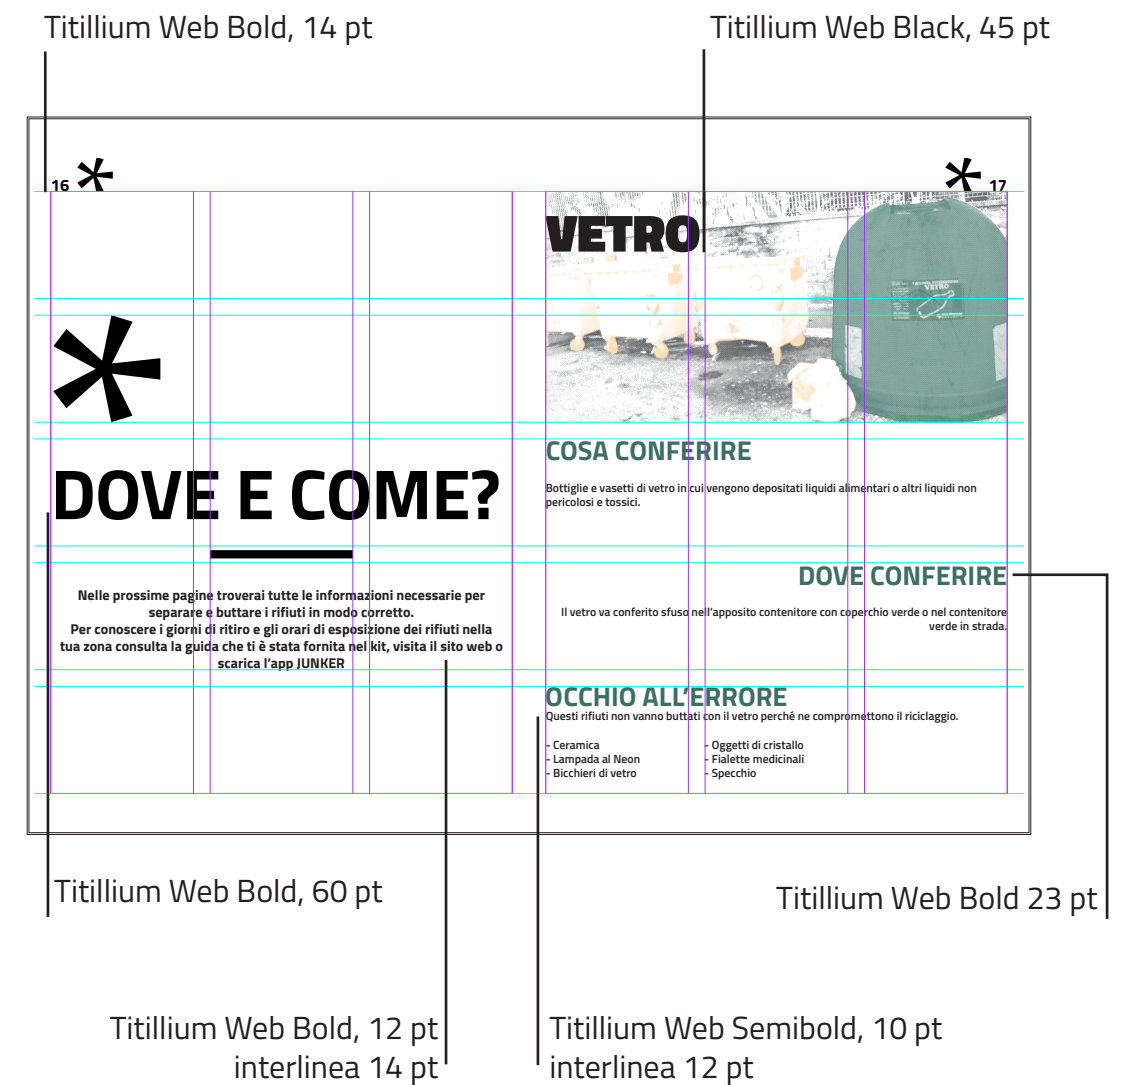 Titillium Web Bold, 14 pt
Titillium Web Black, 45 pt
16
17
VETRO
VETRO
DOVE E COME?
Nelle prossime pagine troverai tutte le informazioni necessarie per
separare e buttare i rifiuti in modo corretto.
Per conoscere i giorni di ritiro e gli orari di esposizione dei rifiuti nella
tua zona consulta la guida che ti è stata fornita nel kit, visita il sito web o
scarica l’app JUNKER
COSA CONFERIRE
Bottiglie e vasetti di vetro in cui vengono depositati liquidi alimentari o altri liquidi non
pericolosi e tossici.
DOVE CONFERIRE
Il vetro va conferito sfuso nell’apposito contenitore con coperchio verde o nel contenitore
verde in strada.
OCCHIO ALL’ERRORE
Questi rifiuti non vanno buttati con il vetro perché ne compromettono il riciclaggio.
- Ceramica
- Lampada al Neon
- Bicchieri di vetro
- Oggetti di cristallo
- Fialette medicinali
- Specchio
Titillium Web Bold, 60 pt
Titillium Web Bold 23 pt
Titillium Web Bold, 12 pt
interlinea 14 pt
Titillium Web Semibold, 10 pt
interlinea 12 pt